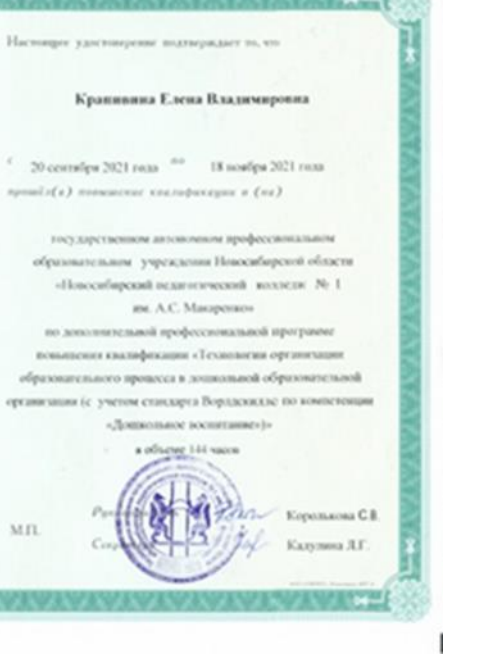 Настоящее удостоверение подтверждает то, что
Крапивина Елена Владимировна
с 20 сентября 2021 года по 18 ноября 2021 года
прошёл(а) повышение квалификации в (на)
государственном автономном профессиональном
образовательном учреждении Новосибирской области
«Новосибирский педагогический колледж № 1
им. А.С. Макаренко»
по дополнительной профессиональной программе
повышения квалификации «Технологии организации
образовательного процесса в дошкольной образовательной
организации (с учетом стандарта Ворлдскиллс по компетенции
«Дошкольное воспитание»)»
в объеме 144 часов
Руководитель Королькова С.В.
М.П.
Секретарь Кадулина Л.Г.